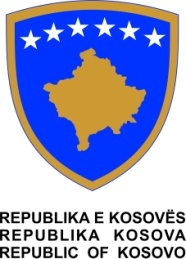 REPUBLIKA E KOSOVËS
REPUBLIKA KOSOVA
REPUBLIC OF KOSOVO